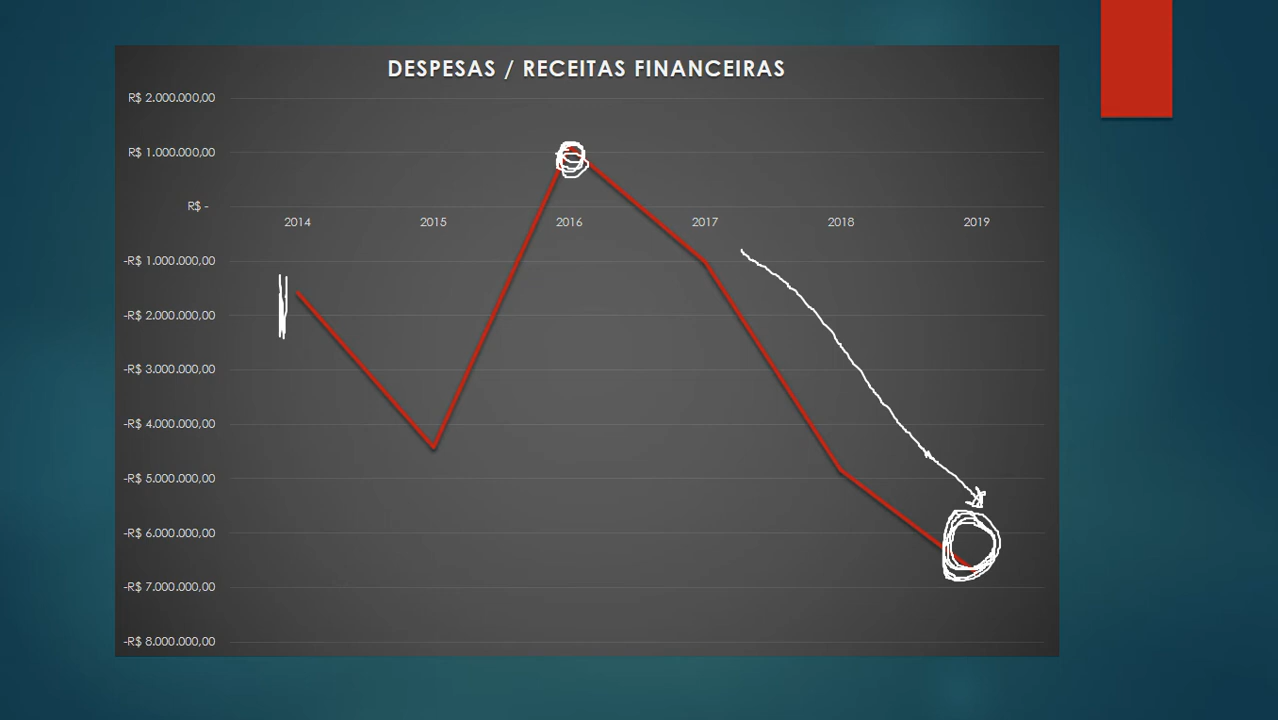 DESPESAS / RECEITAS FINANCEIRAS
R$ 2.000.000,00
R$ 1.000.000,00
R$ -
2014 2015 2016 2017 2018 2019
-R$ 1.000.000,00
-R$ 2.000.000,00
-R$ 3.000.000,00
-R$ 4.000.000,00
-R$ 5.000.000,00
-R$ 6.000.000,00
-R$ 7.000.000,00
-R$ 8.000.000,00